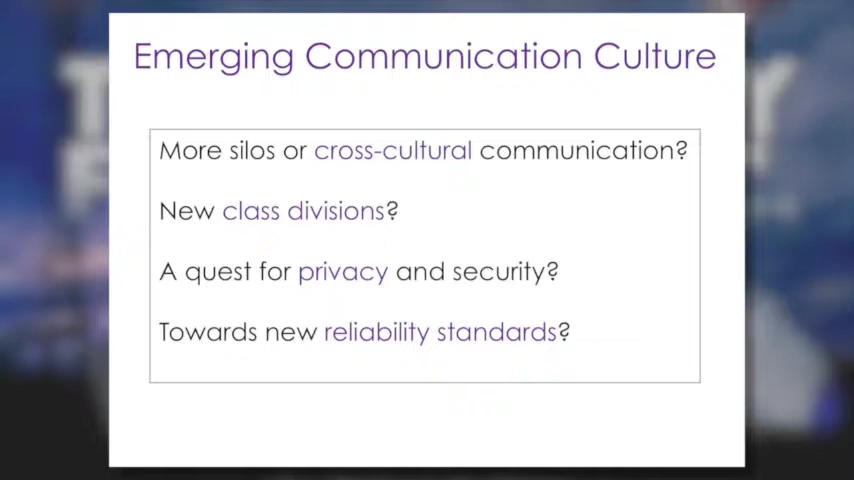 Emerging Communication Culture
More silos or cross-cultural communication?
New class divisions?
A quest for privacy and security?
Towards new reliability standards?